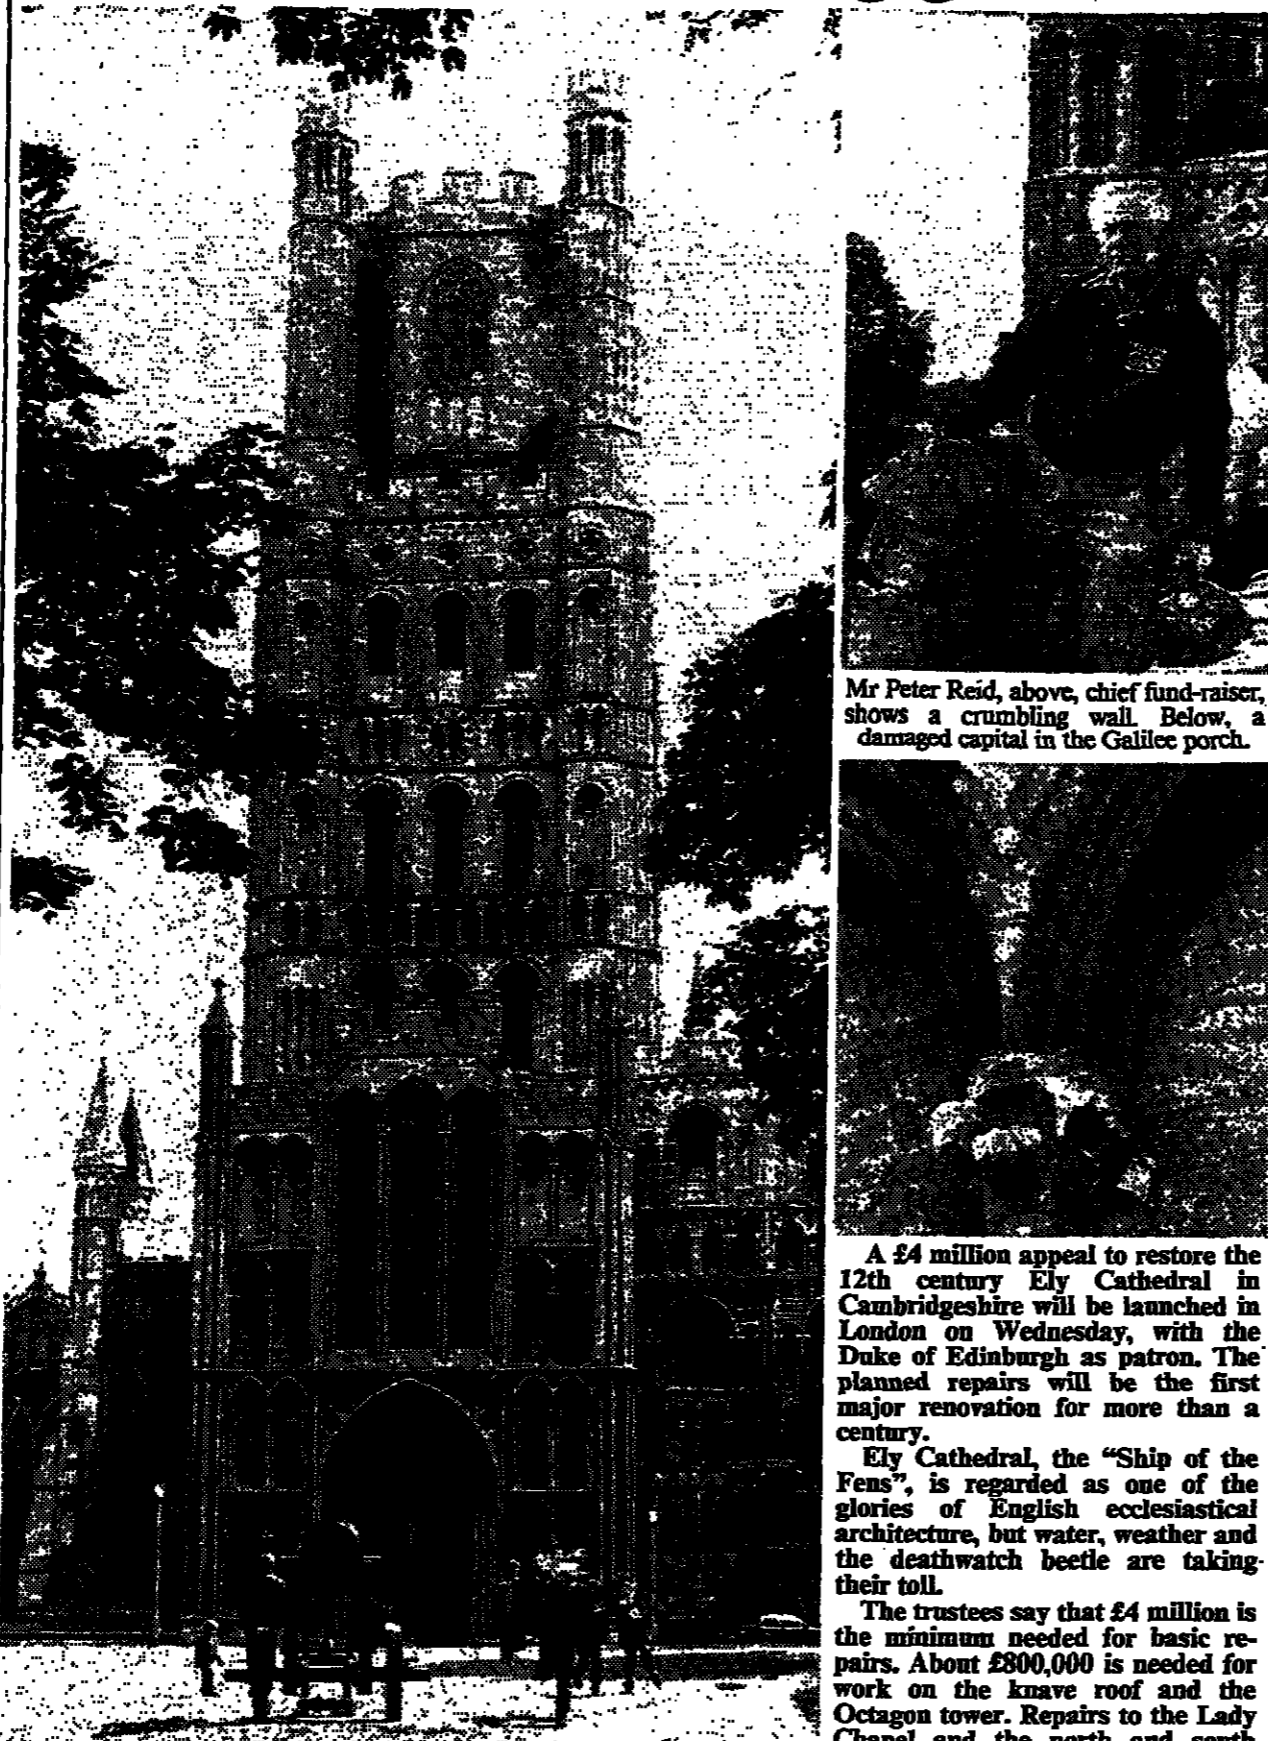 Mr Peter Reid, above, chief fund-raiser,
shows a crumbling wall. Below, a
damaged capital in the Galilee porch.
A £4 million appeal to restore the
12th century Ely Cathedral in
Cambridgeshire will be launched in
London on Wednesday, with the
Duke of Edinburgh as patron. The
planned repairs will be the first
major renovation for more than a
century.
Ely Cathedral, the “Ship of the
Fens”, is regarded as one of the
glories of English ecclesiastical
architecture, but water, weather and
the deathwatch beetle are taking
their toll.
The trustees say that £4 million is
the minimum needed for basic re-
pairs. About £800,000 is needed for
work on the knave roof and the
Octagon tower. Repairs to the Lady
Chapel and the north and south